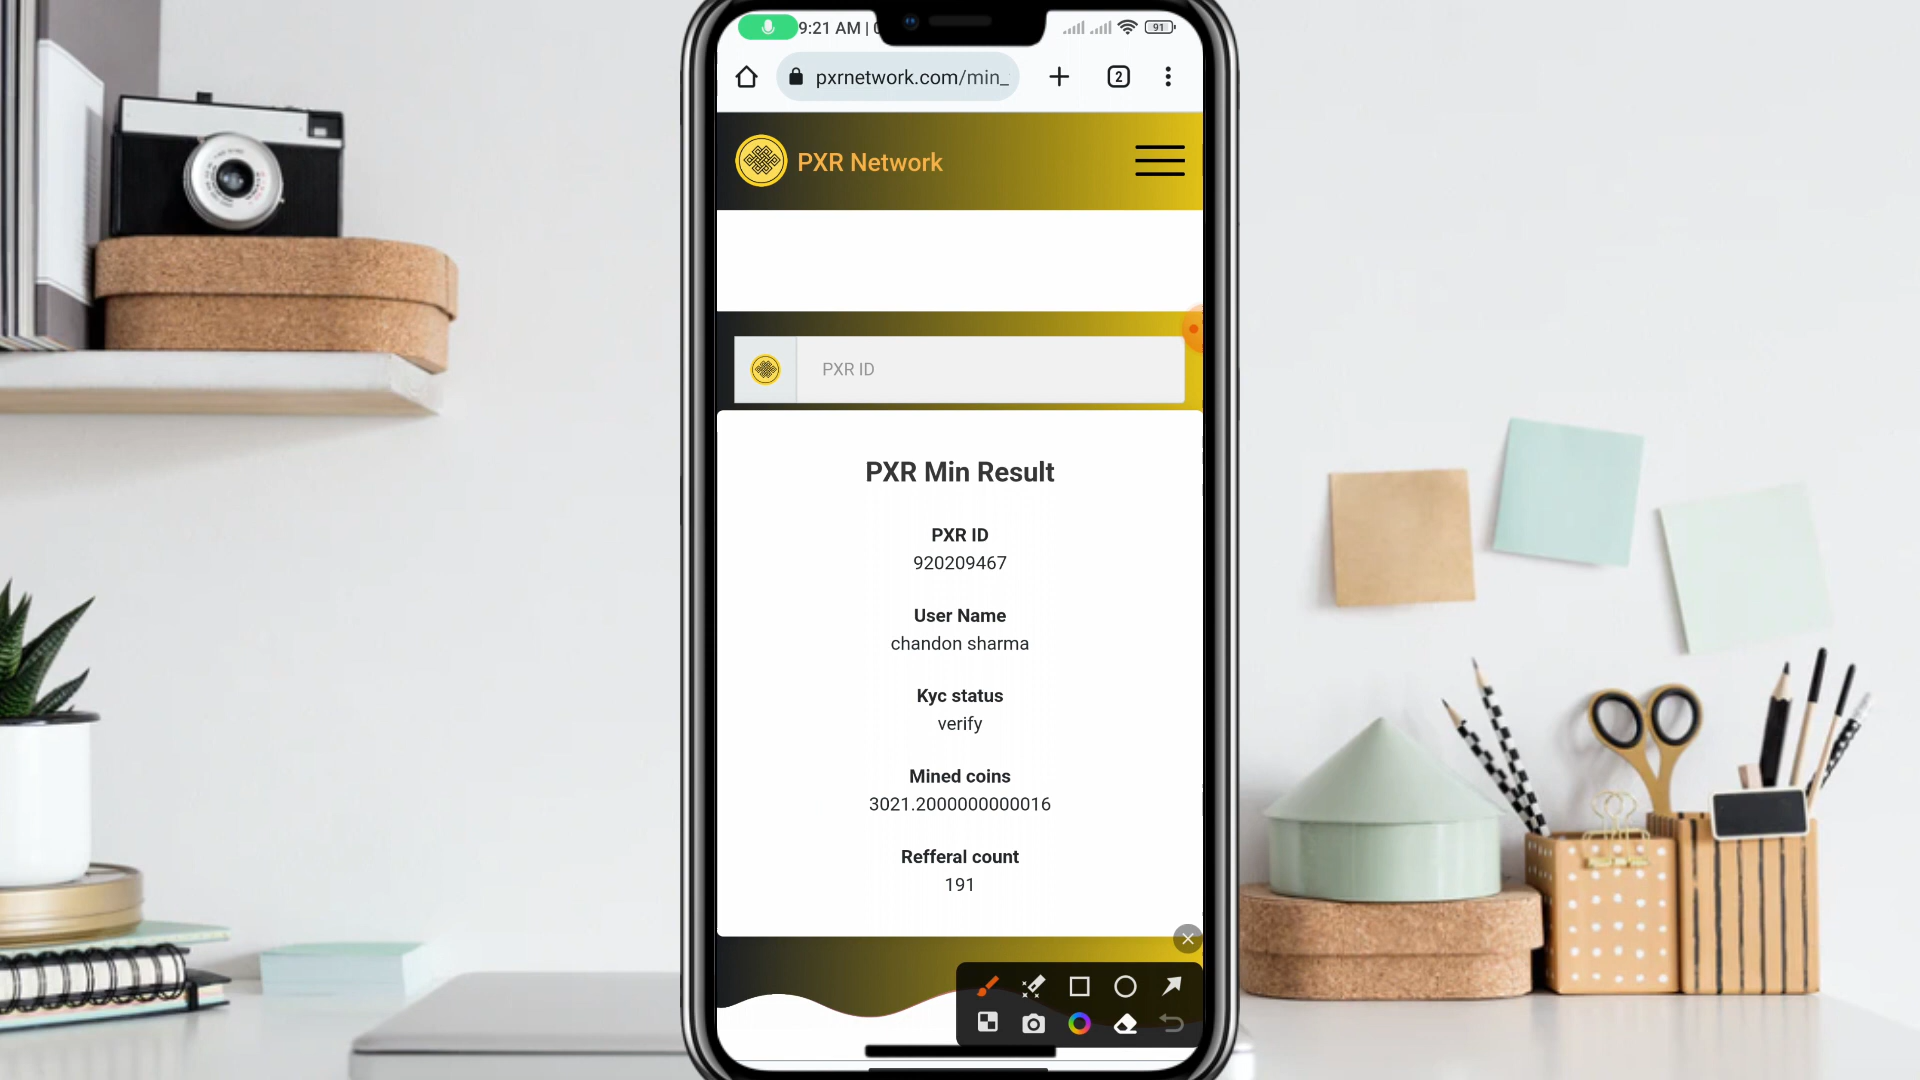 9:21 AM |
91
pxrnetwork.com/min_
2
PXR Network
PXR ID
PXR Min Result
PXR ID
920209467
User Name
chandon sharma
Kyc status
verify
Mined coins
3021.2000000000016
Refferal count
191